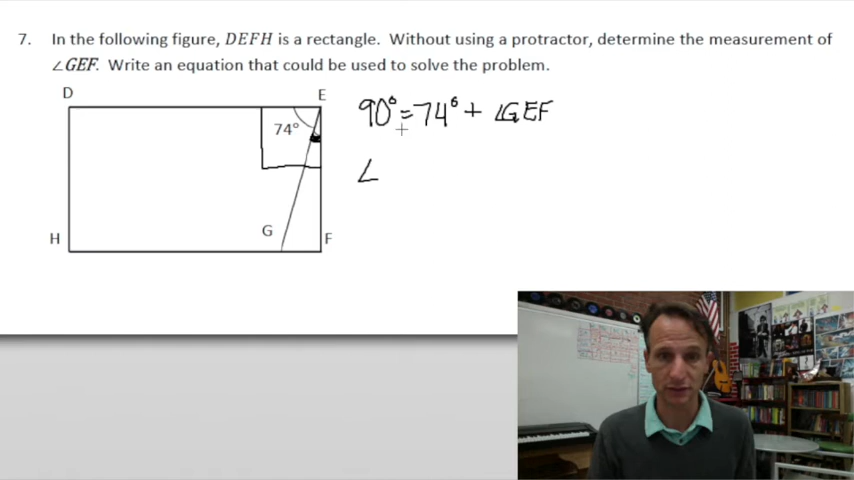 7. In the following figure, DEFH is a rectangle. Without using a protractor, determine the measurement of
∠GEF. Write an equation that could be used to solve the problem.
D
E
90°=74°+ ∠GEF
74°
∠
G
H
F